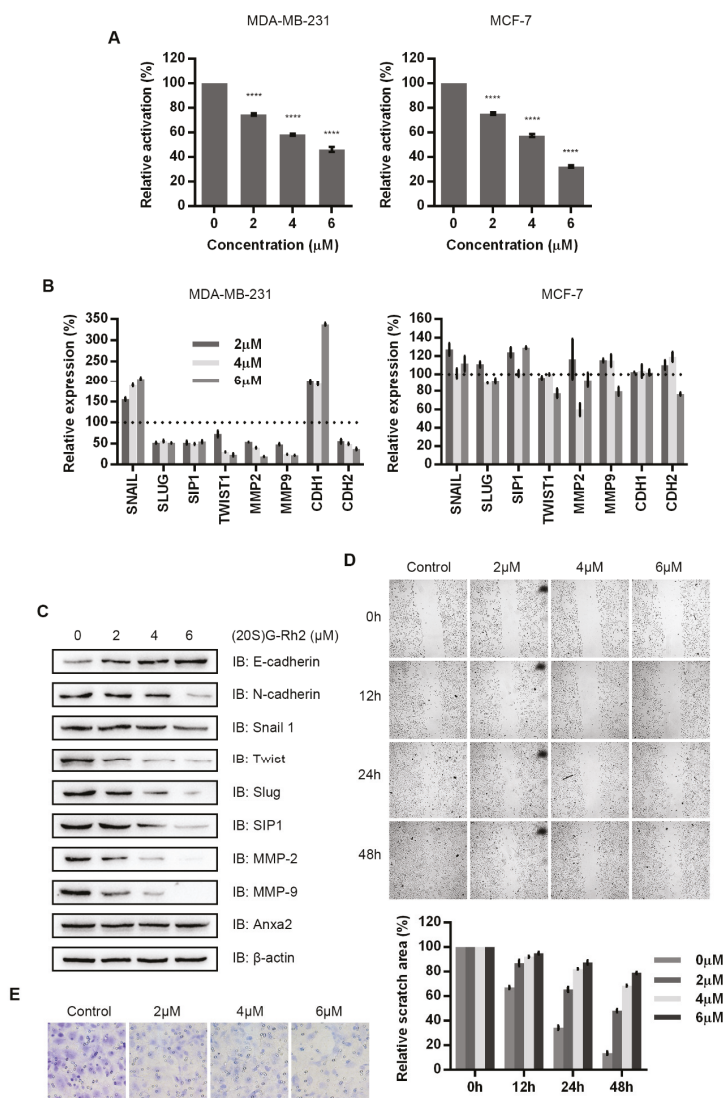 MDA-MB-231
MCF-7
A
Relative activation (%)
120
100
80
60
40
20
0
****
****
****
0 2 4 6
Concentration (µM)
Relative activation (%)
120
100
80
60
40
20
0
****
****
****
0 2 4 6
Concentration (µM)
B
MDA-MB-231
MCF-7
Relative expression (%)
350
300
250
200
150
100
50
0
2µM
4µM
6µM
SNAIL SLUG SIP1 TWIST1 MMP2 MMP9 CDH1 CDH2
Relative expression (%)
160
140
120
100
80
60
40
20
0
SNAIL SLUG SIP1 TWIST1 MMP2 MMP9 CDH1 CDH2
C
0 2 4 6 (20S)G-Rh2 (µM)
IB: E-cadherin
IB: N-cadherin
IB: Snail 1
IB: Twist
IB: Slug
IB: SIP1
IB: MMP-2
IB: MMP-9
IB: Anxa2
IB: β-actin
D
Control 2µM 4µM 6µM
0h
12h
24h
48h
Relative scratch area (%)
120
100
80
60
40
20
0
0h 12h 24h 48h
0µM
2µM
4µM
6µM
E
Control 2µM 4µM 6µM